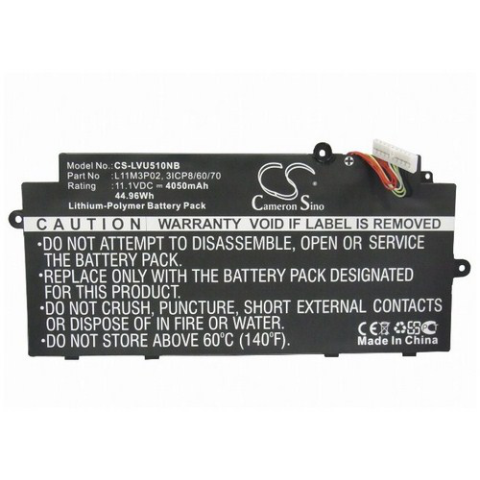 Model No.: CS-LVU510NB
Part No : L11M3P02, 3ICP8/60/70
11.1VDC ⎓ 4050mAh
44.96Wh
Lithium-Polymer Battery Pack
CS
Cameron Sino
CAUTION WARRANTY VOID IF LABEL IS REMOVED
•DO NOT ATTEMPT TO DISASSEMBLE, OPEN OR SERVICE
BATTERY PACK.
•REPLACE ONLY WITH THE BATTERY PACK DESIGNATED
FOR THIS PRODUCT.
•DO NOT CRUSH, PUNCTURE, SHORT EXTERNAL CONTACTS
OR DISPOSE OF IN FIRE OR WATER.
•DO NOT STORE ABOVE 60°C (140°F).
CE
Made In China